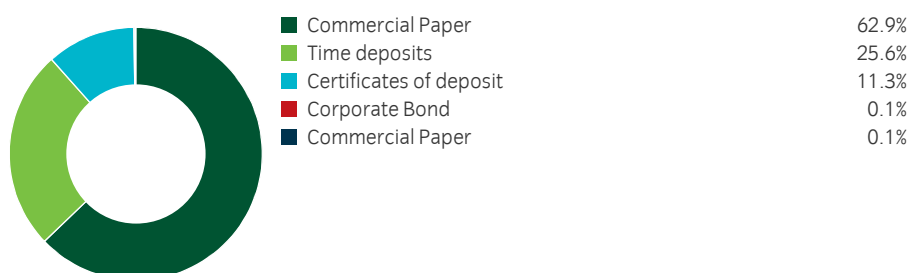 Commercial Paper 62.9%
Time deposits 25.6%
Certificates of deposit 11.3%
Corporate Bond 0.1%
Commercial Paper 0.1%